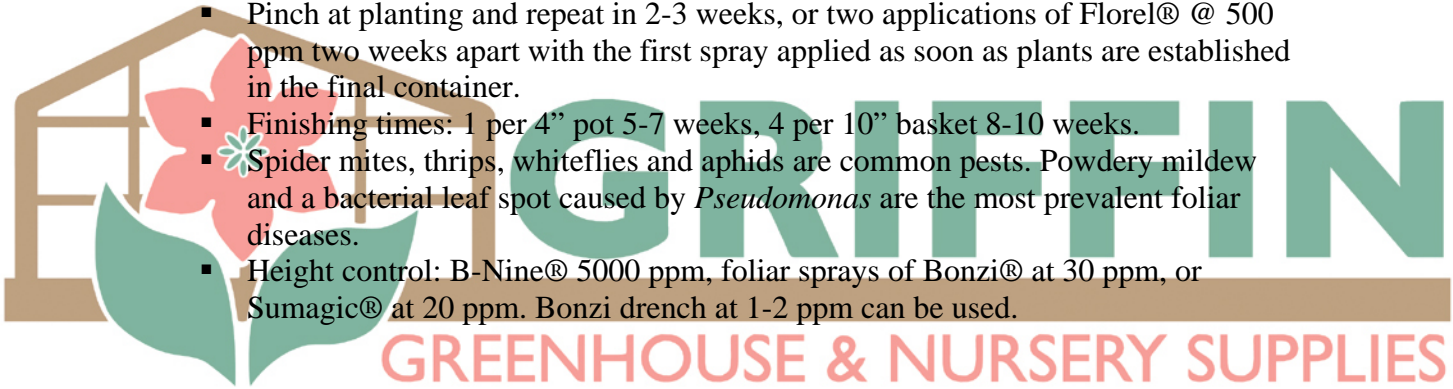 ▪ Pinch at planting and repeat in 2-3 weeks, or two applications of Florel® @ 500
ppm two weeks apart with the first spray applied as soon as plants are established
in the final container.
▪ Finishing times: 1 per 4” pot 5-7 weeks, 4 per 10” basket 8-10 weeks.
▪ Spider mites, thrips, whiteflies and aphids are common pests. Powdery mildew
and a bacterial leaf spot caused by Pseudomonas are the most prevalent foliar
diseases.
▪ Height control: B-Nine® 5000 ppm, foliar sprays of Bonzi® at 30 ppm, or
Sumagic® at 20 ppm. Bonzi drench at 1-2 ppm can be used.
GRIFFIN
GREENHOUSE & NURSERY SUPPLIES